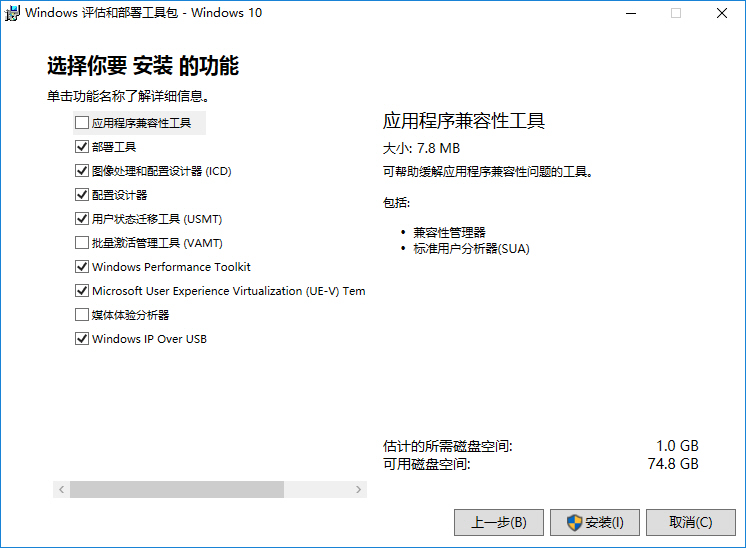 Windows 评估和部署工具包 - Windows 10
选择你要 安装 的功能
单击功能名称了解详细信息。
应用程序兼容性工具
部署工具
图像处理和配置设计器 (ICD)
配置设计器
用户状态迁移工具 (USMT)
批量激活管理工具 (VAMT)
Windows Performance Toolkit
Microsoft User Experience Virtualization (UE-V) Tem
媒体体验分析器
Windows IP Over USB
应用程序兼容性工具
大小: 7.8 MB
可帮助缓解应用程序兼容性问题的工具。
包括:
• 兼容性管理器
• 标准用户分析器(SUA)
估计的所需磁盘空间: 1.0 GB
可用磁盘空间: 74.8 GB
上一步(B) 安装(I) 取消(C)